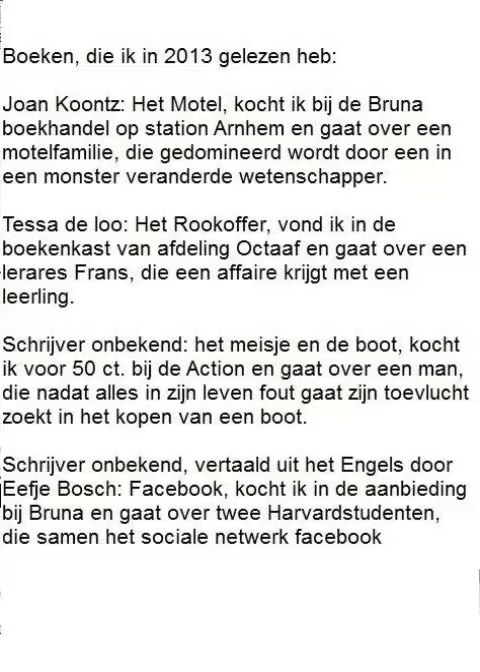 Boeken, die ik in 2013 gelezen heb:
Joan Koontz: Het Motel, kocht ik bij de Bruna
boekhandel op station Arnhem en gaat over een
motelfamilie, die gedomineerd wordt door een in
een monster veranderde wetenschapper.
Tessa de loo: Het Rookoffer, vond ik in de
boekenkast van afdeling Octaaf en gaat over een
lerares Frans, die een affaire krijgt met een
leerling.
Schrijver onbekend: het meisje en de boot, kocht
ik voor 50 ct. bij de Action en gaat over een man,
die nadat alles in zijn leven fout gaat zijn toevlucht
zoekt in het kopen van een boot.
Schrijver onbekend, vertaald uit het Engels door
Eefje Bosch: Facebook, kocht ik in de aanbieding
bij Bruna en gaat over twee Harvardstudenten,
die samen het sociale netwerk facebook